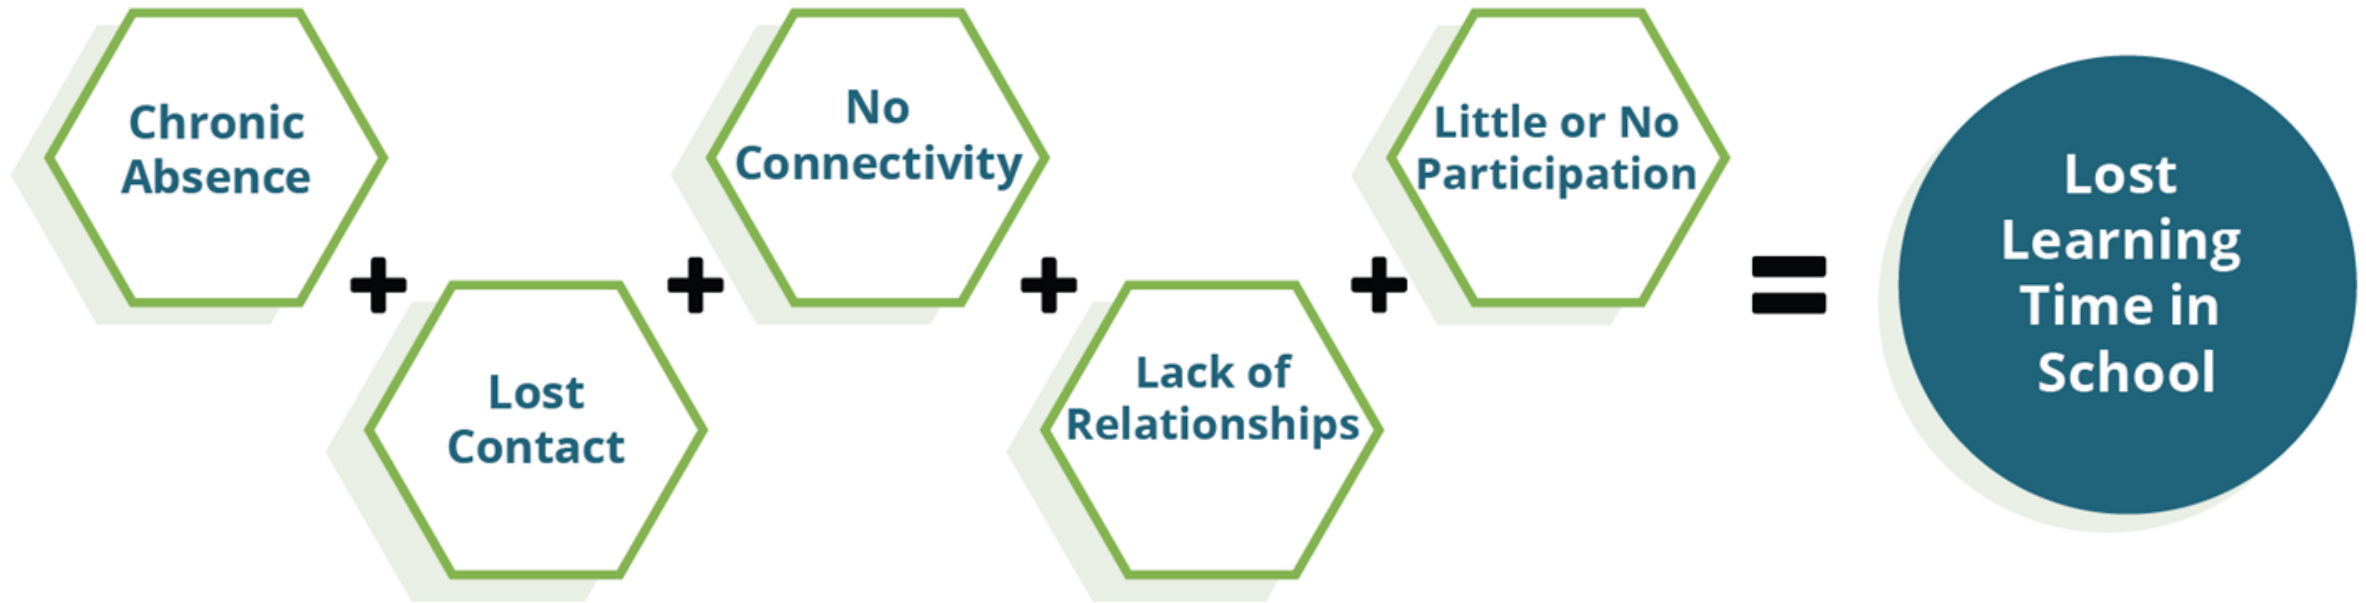 Chronic
Absence
+
Lost
Contact
+
No
Connectivity
+
Lack of
Relationships
+
Little or No
Participation
=
Lost
Learning
Time in
School